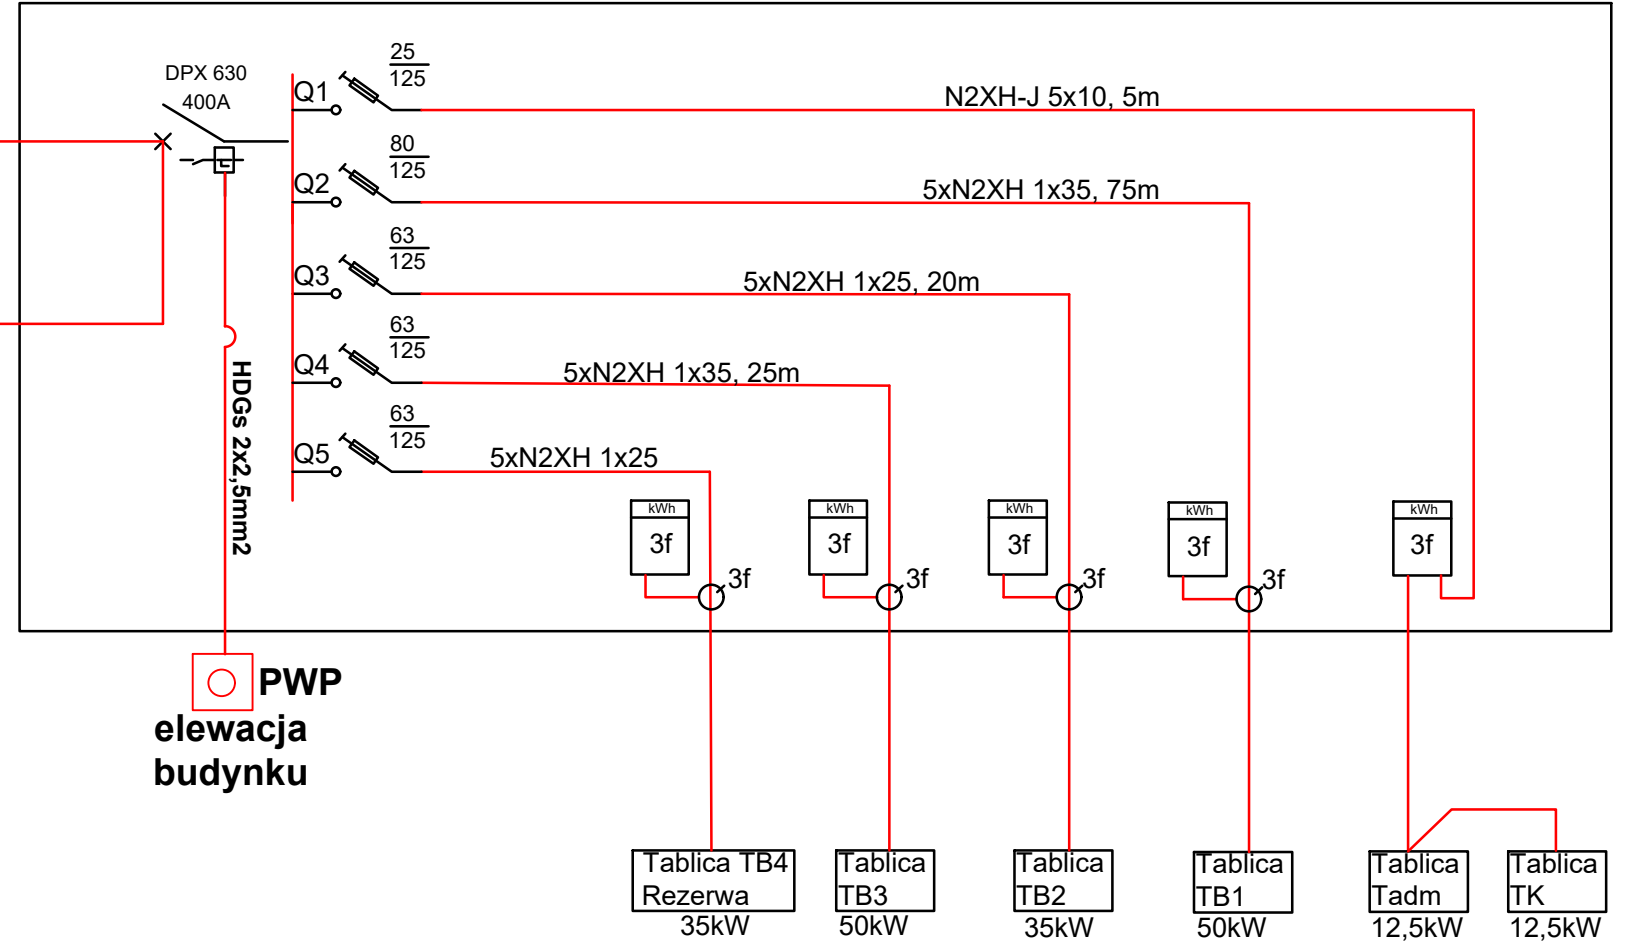 DPX 630
400A
Q1
25
125
N2XH-J 5x10, 5m
Q2
80
125
5xN2XH 1x35, 75m
Q3
63
125
5xN2XH 1x25, 20m
Q4
63
125
5xN2XH 1x35, 25m
Q5
63
125
5xN2XH 1x25
HDGs 2x2,5mm2
kWh
3f
3f
kWh
3f
3f
kWh
3f
3f
kWh
3f
3f
kWh
3f
PWP
elewacja
budynku
Tablica TB4
Rezerwa
35kW
Tablica
TB3
50kW
Tablica
TB2
35kW
Tablica
TB1
50kW
Tablica
Tadm
12,5kW
Tablica
TK
12,5kW